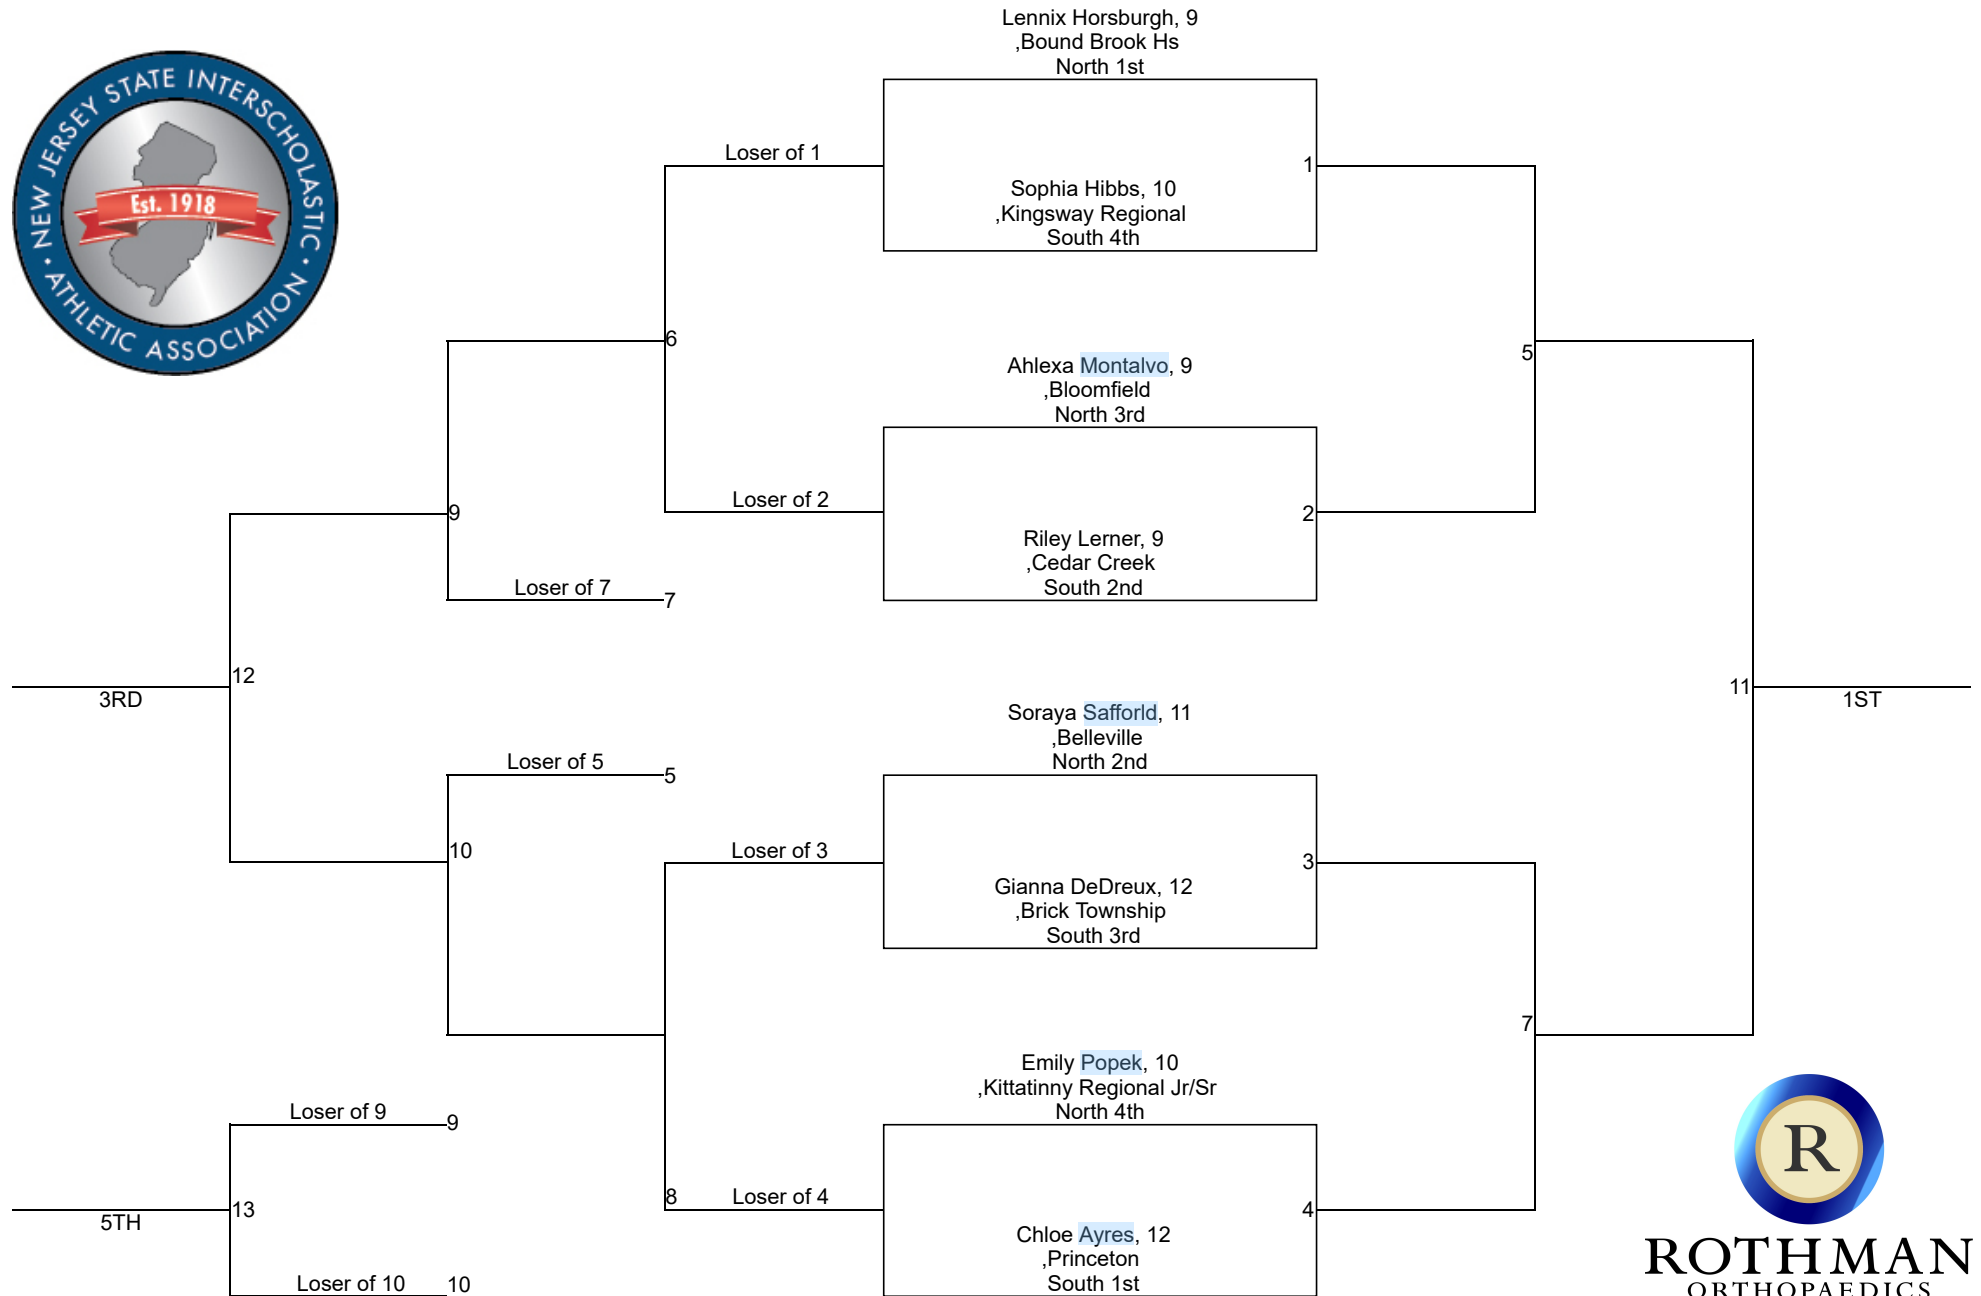 Lennix Horsburgh, 9
,Bound Brook Hs
North 1st
NEW JERSEY STATE INTERSCHOLASTIC
• ATHLETIC ASSOCIATION •
Est. 1918
Loser of 1
1
Sophia Hibbs, 10
,Kingsway Regional
South 4th
6
5
Ahlexa Montalvo, 9
,Bloomfield
North 3rd
Loser of 2
2
9
Riley Lerner, 9
,Cedar Creek
South 2nd
Loser of 7
7
12
3RD
11
1ST
Soraya Safforld, 11
,Belleville
North 2nd
Loser of 5
5
10
Loser of 3
3
Gianna DeDreux, 12
,Brick Township
South 3rd
7
Emily Popek, 10
,Kittatinny Regional Jr/Sr
North 4th
Loser of 9
9
8
Loser of 4
4
13
5TH
Chloe Ayres, 12
,Princeton
South 1st
Loser of 10
10
R
ROTHMAN
ORTHOPAEDICS